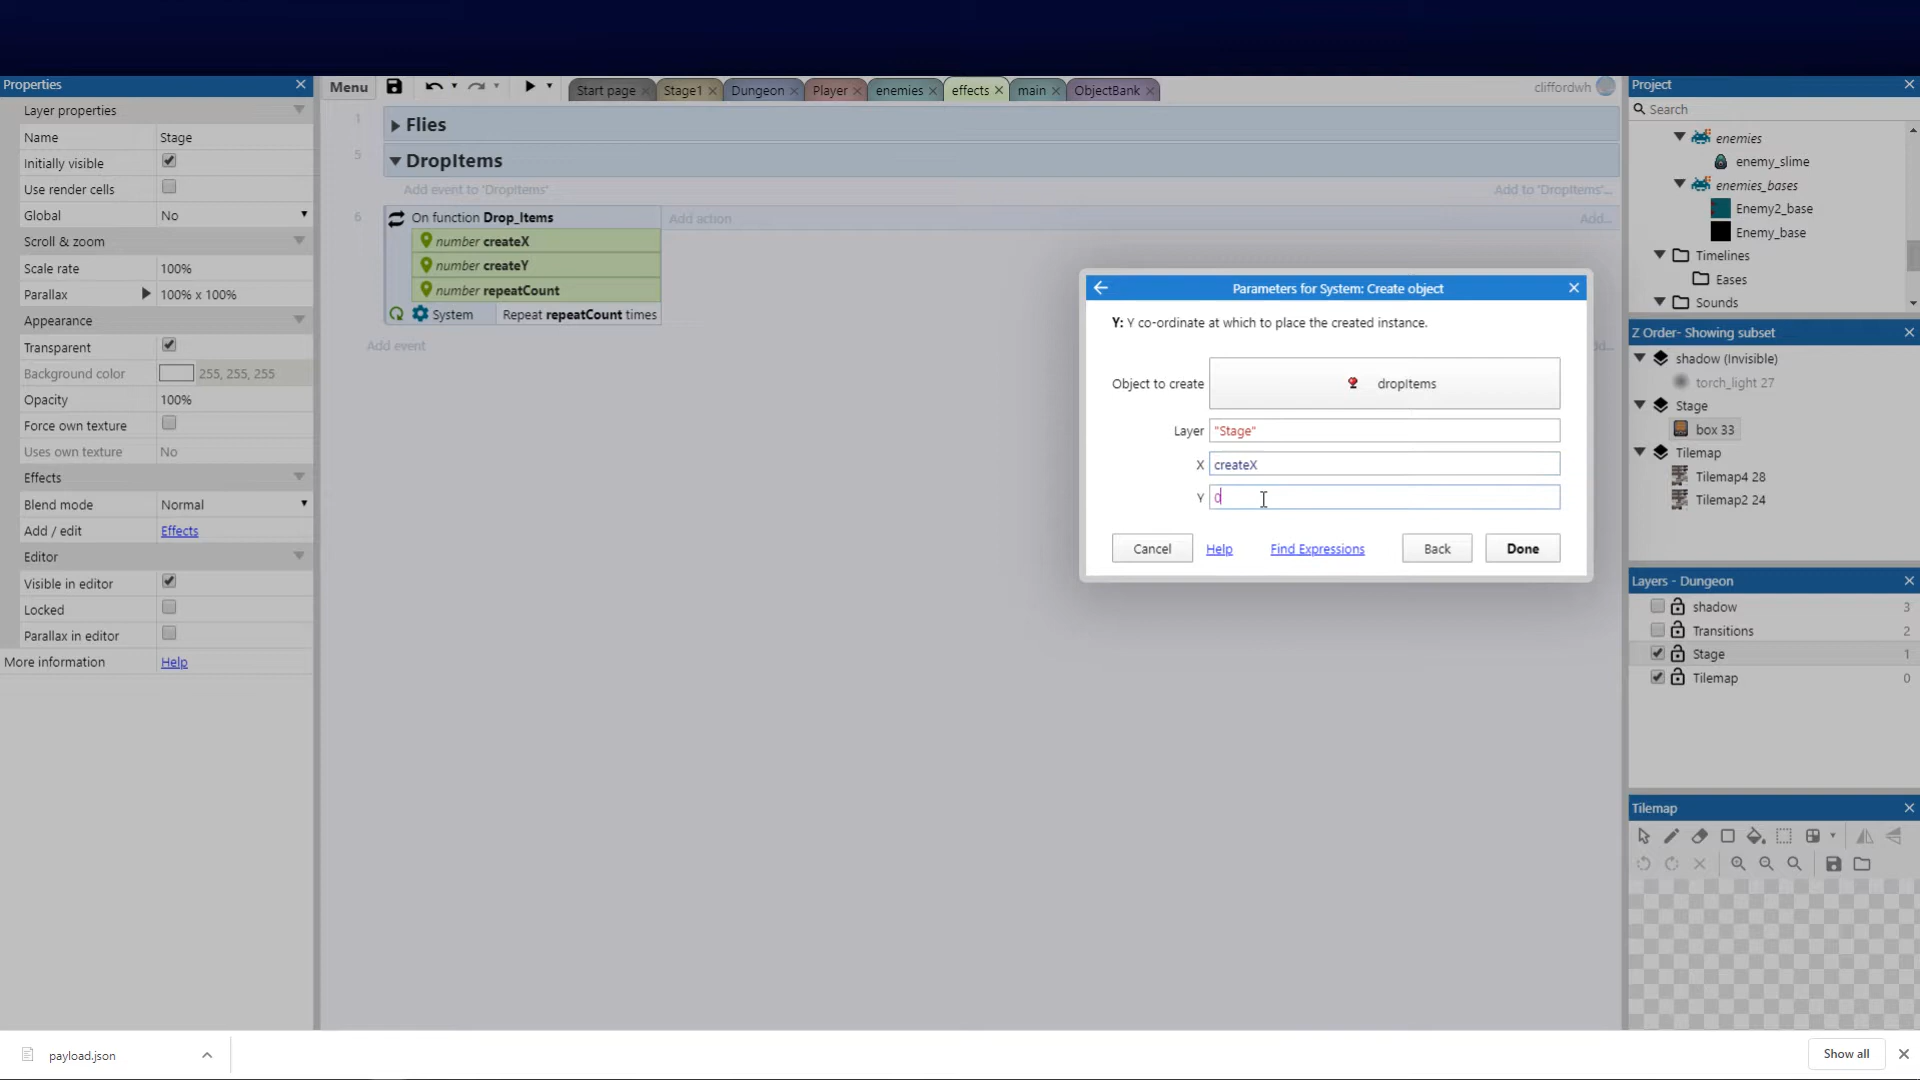 Properties
Layer properties
Name Stage
Initially visible
Use render cells
Global No
Scroll & zoom
Scale rate 100%
Parallax 100% x 100%
Appearance
Transparent
Background color 255, 255, 255
Opacity 100%
Force own texture
Uses own texture No
Effects
Blend mode Normal
Add / edit Effects
Editor
Visible in editor
Locked
Parallax in editor
More information Help
Menu
Start page
Stage1
Dungeon
Player
enemies
effects
main
ObjectBank
cliffordwh
1
Flies
5
DropItems
Add event to 'DropItems'
Add to 'DropItems'...
6
On function Drop_Items
Add action
Add...
number createX
number createY
number repeatCount
System Repeat repeatCount times
Add event
Parameters for System: Create object
Y: Y co-ordinate at which to place the created instance.
Object to create dropItems
Layer "Stage"
X createX
Y 0
Cancel
Help
Find Expressions
Back
Done
Project
Search
enemies
enemy_slime
enemies_bases
Enemy2_base
Enemy_base
Timelines
Eases
Sounds
Z Order- Showing subset
shadow (Invisible)
torch_light 27
Stage
box 33
Tilemap
Tilemap4 28
Tilemap2 24
Layers - Dungeon
shadow 3
Transitions 2
Stage 1
Tilemap 0
Tilemap
payload.json
Show all